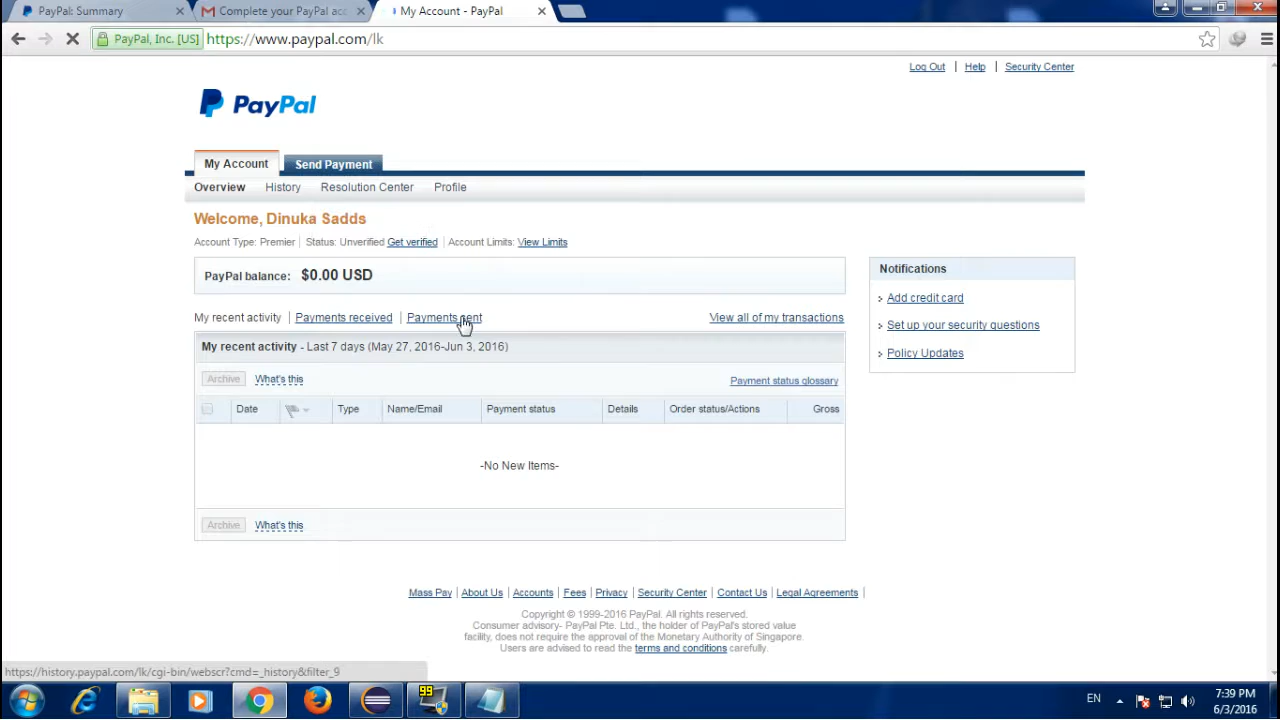 PayPal: Summary
Complete your PayPal acc
My Account - PayPal
PayPal, Inc. [US]
https://www.paypal.com/lk
Log Out | Help | Security Center
PayPal
My Account
Send Payment
Overview
History
Resolution Center
Profile
Welcome, Dinuka Sadds
Account Type: Premier | Status: Unverified Get verified | Account Limits: View Limits
PayPal balance: $0.00 USD
My recent activity | Payments received | Payments sent
View all of my transactions
My recent activity - Last 7 days (May 27, 2016-Jun 3, 2016)
Archive
What's this
Payment status glossary
Date
Type
Name/Email
Payment status
Details
Order status/Actions
Gross
-No New Items-
Archive
What's this
Notifications
Add credit card
Set up your security questions
Policy Updates
Mass Pay | About Us | Accounts | Fees | Privacy | Security Center | Contact Us | Legal Agreements |
Copyright © 1999-2016 PayPal. All rights reserved.
Consumer advisory- PayPal Pte. Ltd., the holder of PayPal's stored value
facility, does not require the approval of the Monetary Authority of Singapore.
Users are advised to read the terms and conditions carefully.
https://history.paypal.com/lk/cgi-bin/webscr?cmd=_history&filter_9
99
EN
7:39 PM
6/3/2016